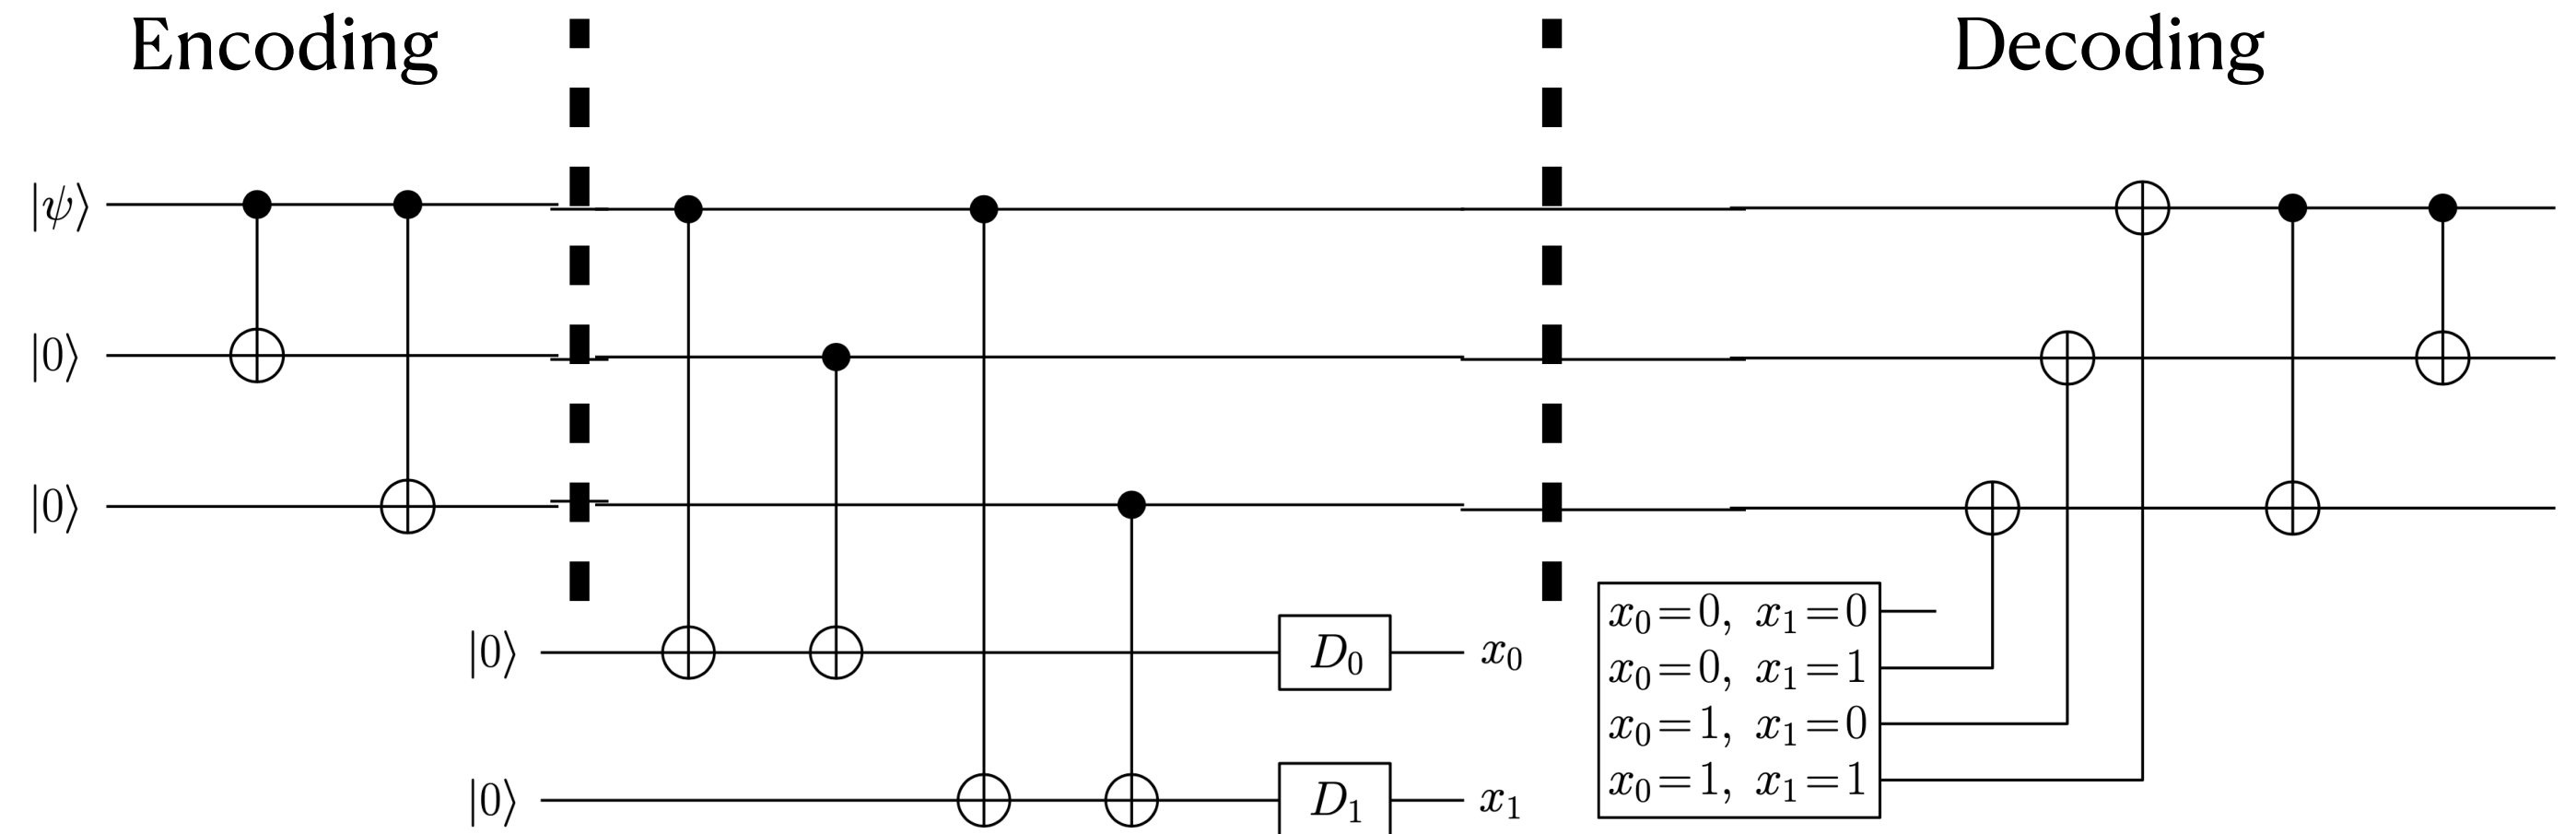 Encoding
Decoding
|ψ⟩
|0⟩
|0⟩
|0⟩ D₀ x₀
|0⟩ D₁ x₁
x₀=0, x₁=0
x₀=0, x₁=1
x₀=1, x₁=0
x₀=1, x₁=1